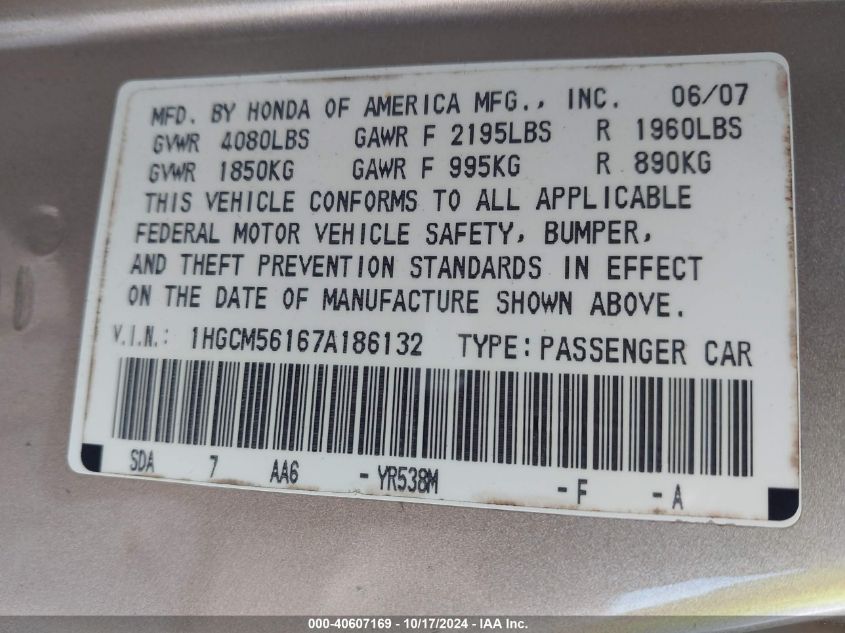 MFD. BY HONDA OF AMERICA MFG., INC. 06/07
GVWR 4080LBS GAWR F 2195LBS R 1960LBS
GVWR 1850KG GAWR F 995KG R 890KG
THIS VEHICLE CONFORMS TO ALL APPLICABLE
FEDERAL MOTOR VEHICLE SAFETY, BUMPER,
AND THEFT PREVENTION STANDARDS IN EFFECT
ON THE DATE OF MANUFACTURE SHOWN ABOVE.
V.I.N.: 1HGCM56167A186132 TYPE: PASSENGER CAR
SDA 7 AA6 - YR538M - F - A
000-40607169 - 10/17/2024 - IAA Inc.